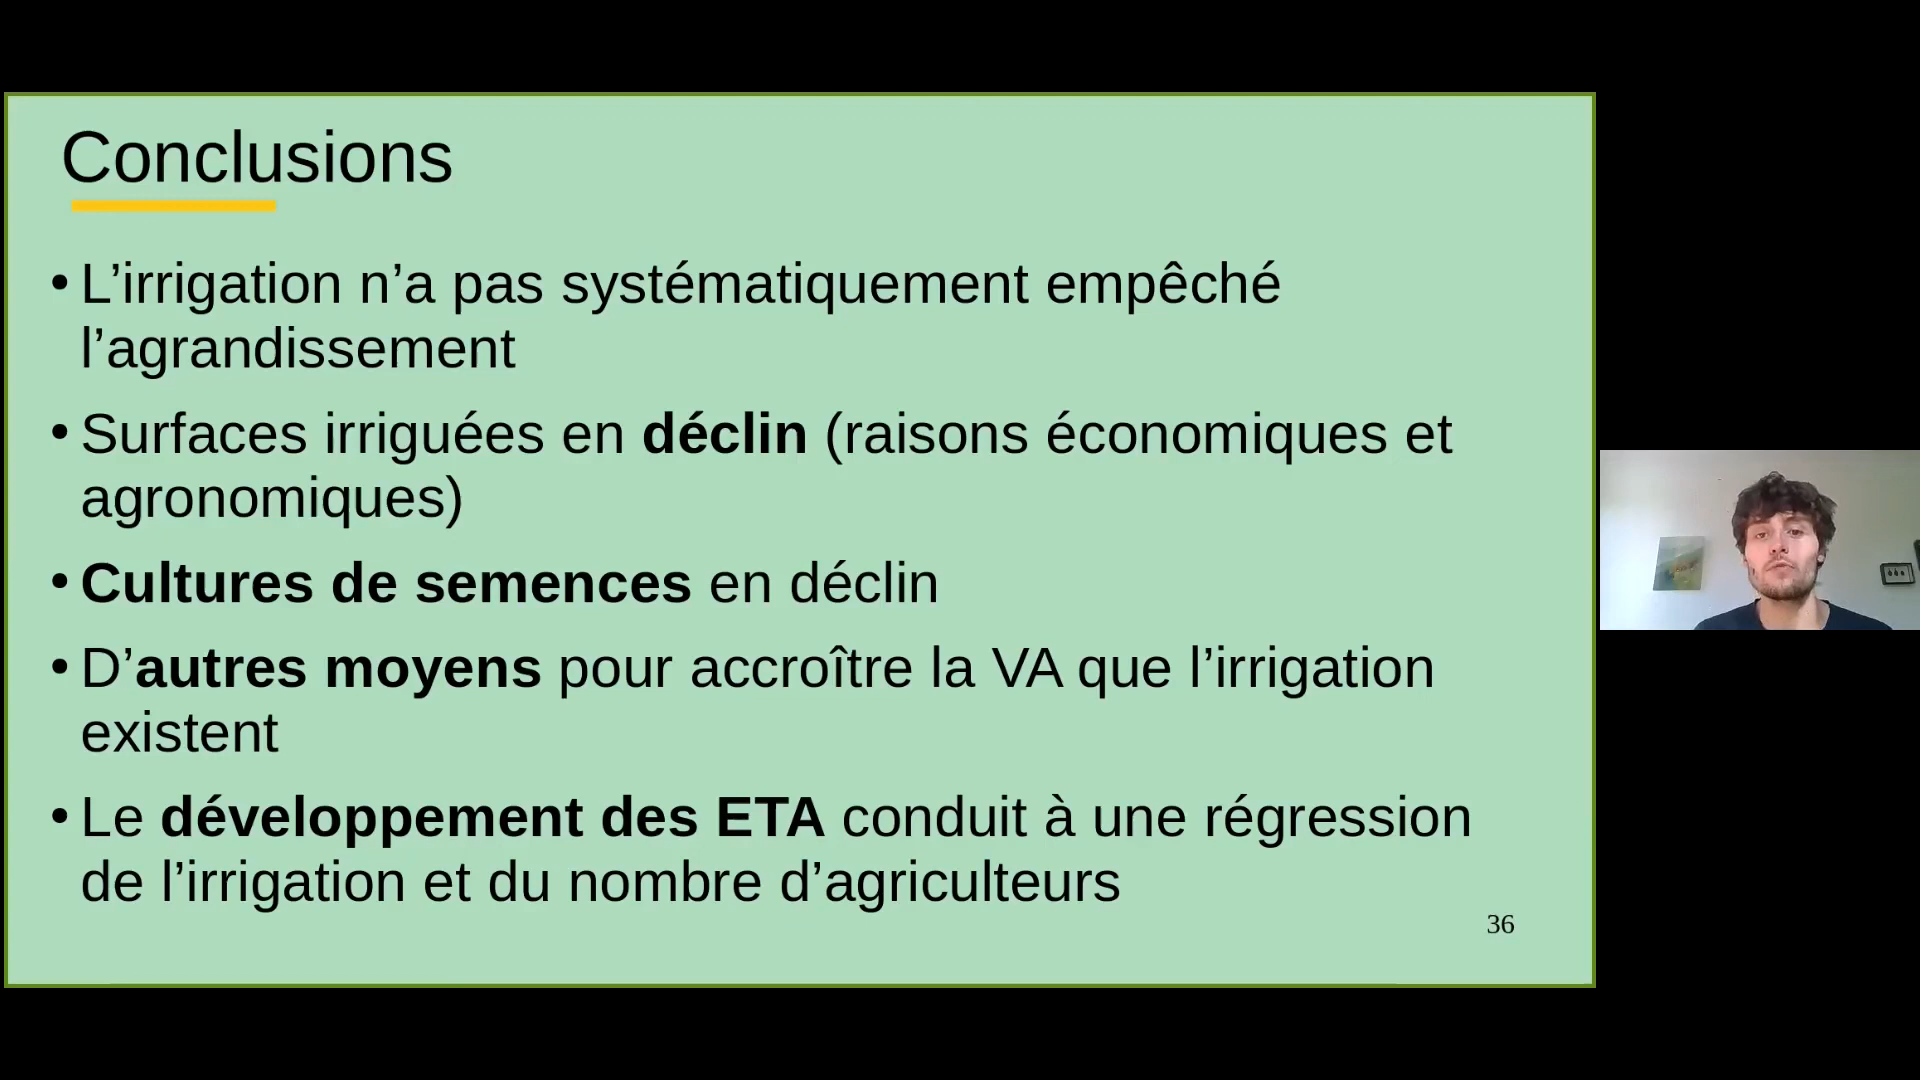 Conclusions
• L’irrigation n’a pas systématiquement empêché
l’agrandissement
• Surfaces irriguées en déclin (raisons économiques et
agronomiques)
• Cultures de semences en déclin
• D’autres moyens pour accroître la VA que l’irrigation
existent
• Le développement des ETA conduit à une régression
de l’irrigation et du nombre d’agriculteurs
36